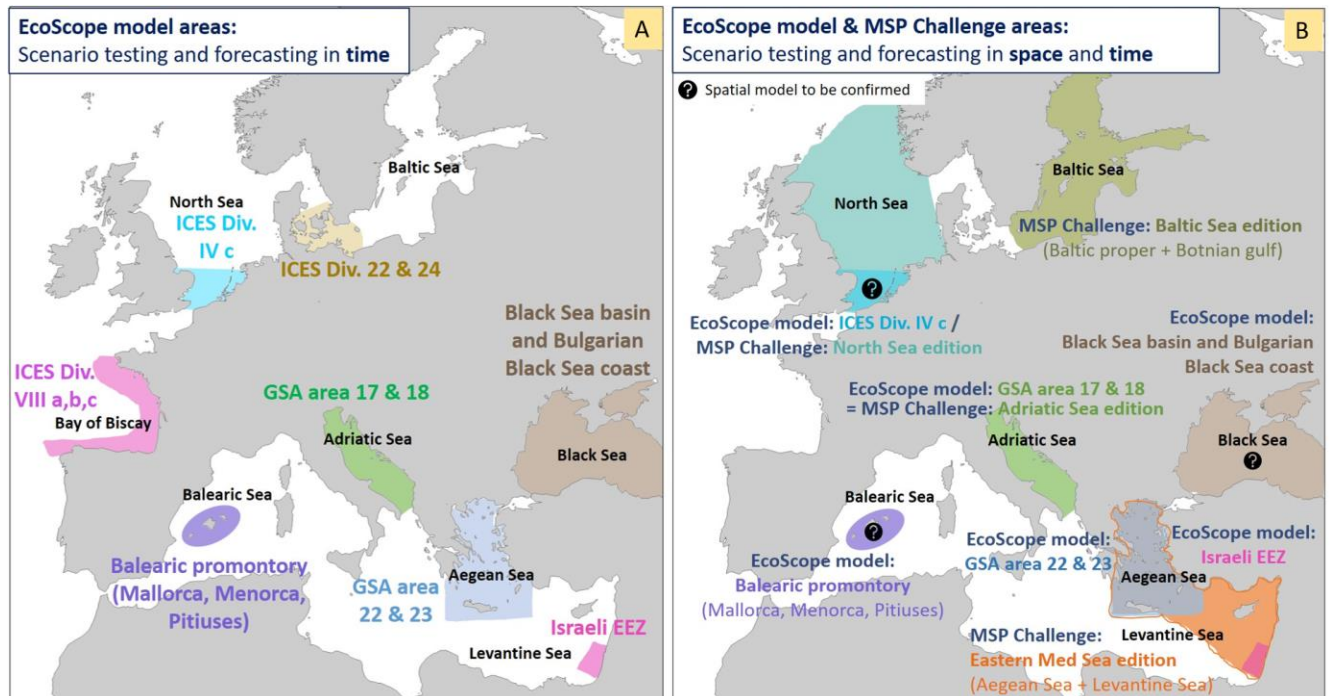 EcoScope model areas:
Scenario testing and forecasting in time
A
Baltic Sea
North Sea
ICES Div.
IV c
ICES Div. 22 & 24
Black Sea basin
and Bulgarian
Black Sea coast
ICES Div.
VIII a,b,c
Bay of Biscay
GSA area 17 & 18
Adriatic Sea
Black Sea
Balearic Sea
Balearic promontory
(Mallorca, Menorca,
Pitiuses)
GSA area
22 & 23
Aegean Sea
Israeli EEZ
Levantine Sea
EcoScope model & MSP Challenge areas:
Scenario testing and forecasting in space and time
B
? Spatial model to be confirmed
Baltic Sea
North Sea
MSP Challenge: Baltic Sea edition
(Baltic proper + Botnian gulf)
?
EcoScope model: ICES Div. IV c /
MSP Challenge: North Sea edition
EcoScope model:
Black Sea basin and Bulgarian
Black Sea coast
EcoScope model: GSA area 17 & 18
= MSP Challenge: Adriatic Sea edition
Adriatic Sea
Black Sea
?
Balearic Sea
?
EcoScope model:
Balearic promontory
(Mallorca, Menorca, Pitiuses)
EcoScope model:
GSA area 22 & 23
Aegean Sea
EcoScope model:
Israeli EEZ
Levantine Sea
MSP Challenge:
Eastern Med Sea edition
(Aegean Sea + Levantine Sea)